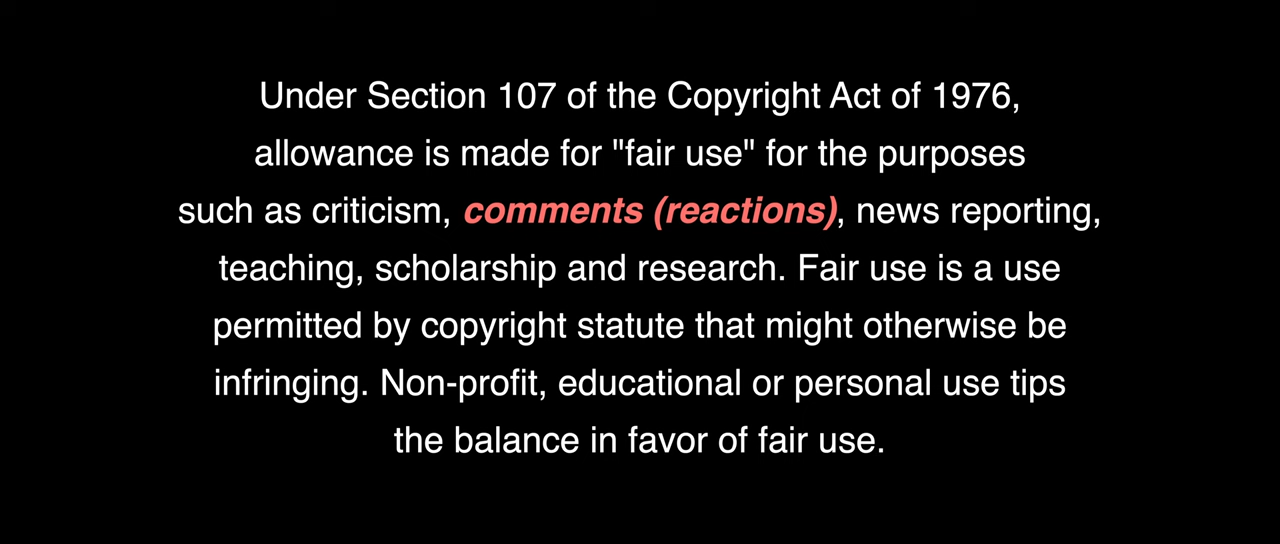 Under Section 107 of the Copyright Act of 1976,
allowance is made for "fair use" for the purposes
such as criticism, comments (reactions), news reporting,
teaching, scholarship and research. Fair use is a use
permitted by copyright statute that might otherwise be
infringing. Non-profit, educational or personal use tips
the balance in favor of fair use.